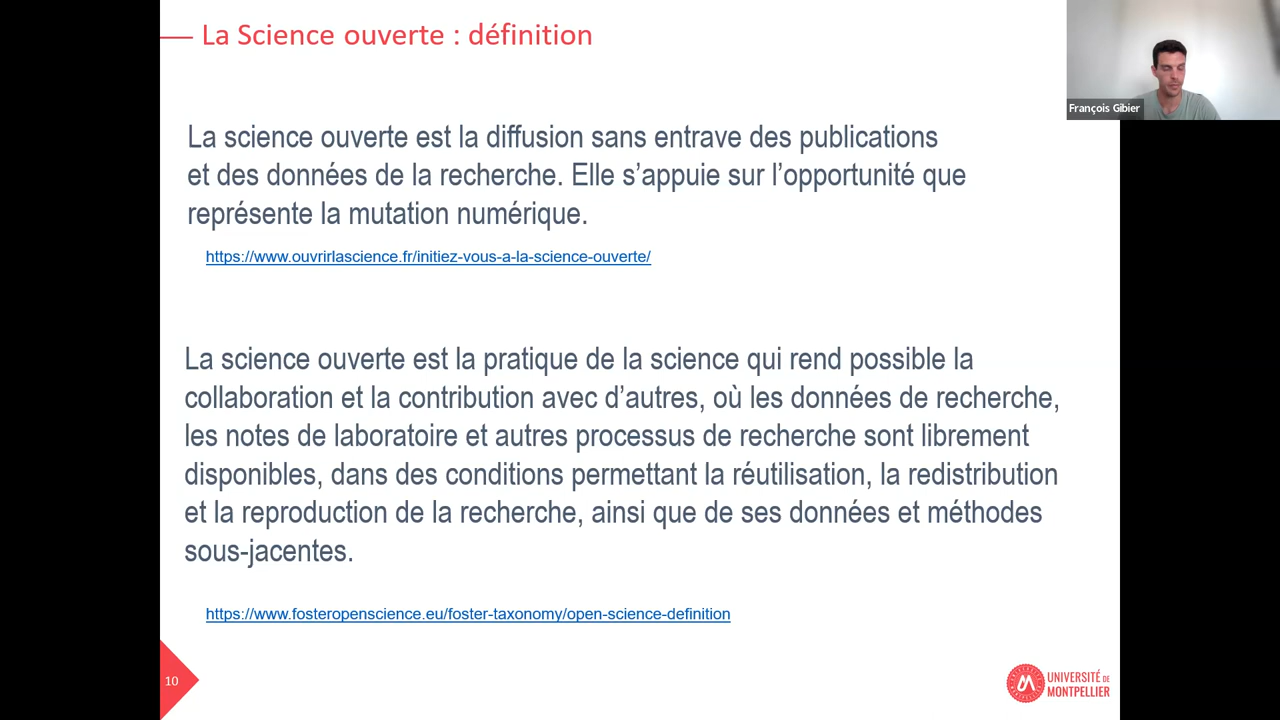 La Science ouverte : définition
François Gibier
La science ouverte est la diffusion sans entrave des publications
et des données de la recherche. Elle s’appuie sur l’opportunité que
représente la mutation numérique.
https://www.ouvrirlascience.fr/initiez-vous-a-la-science-ouverte/
La science ouverte est la pratique de la science qui rend possible la
collaboration et la contribution avec d’autres, où les données de recherche,
les notes de laboratoire et autres processus de recherche sont librement
disponibles, dans des conditions permettant la réutilisation, la redistribution
et la reproduction de la recherche, ainsi que de ses données et méthodes
sous-jacentes.
https://www.fosteropenscience.eu/foster-taxonomy/open-science-definition
10
UNIVERSITÉ DE
MONTPELLIER